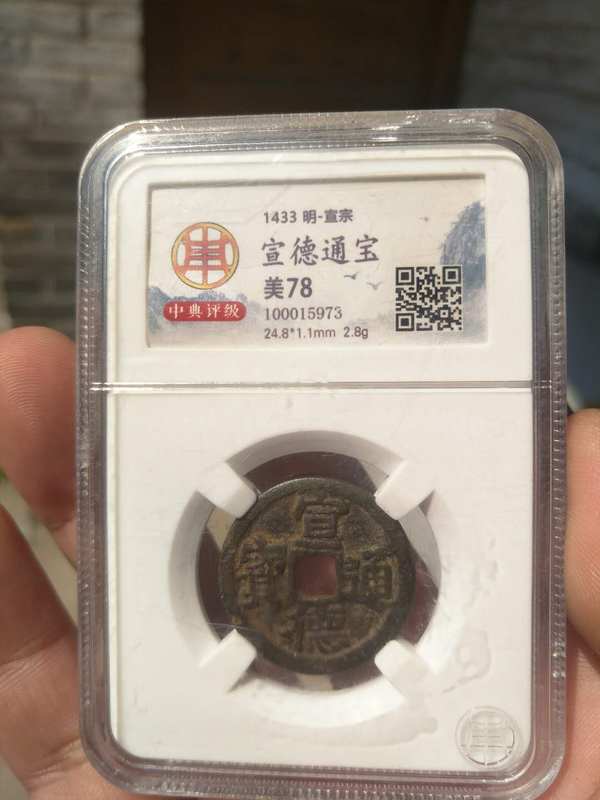 1433 明-宣宗
宣德通宝
美78
100015973
24.8*1.1mm 2.8g
中典评级
宣
寳 通
德